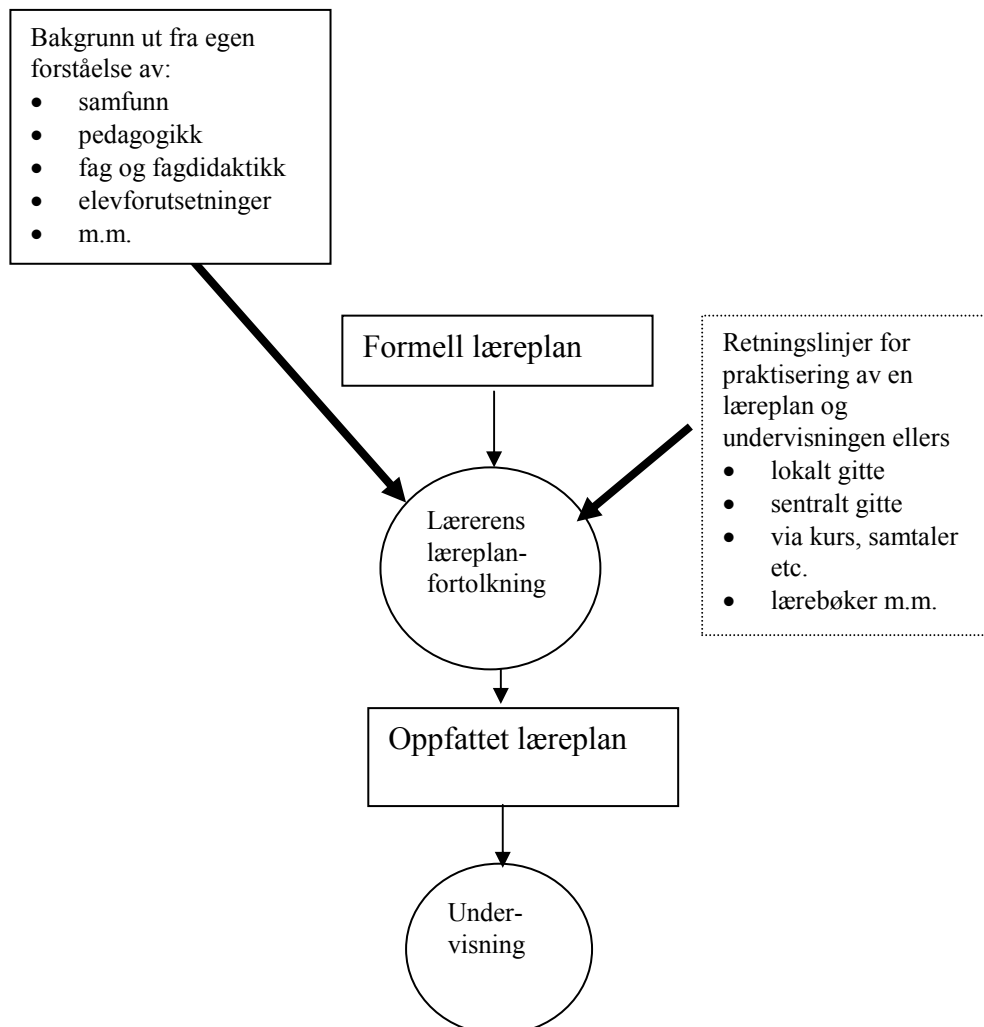 Bakgrunn ut fra egen
forståelse av:
• samfunn
• pedagogikk
• fag og fagdidaktikk
• elevforutsetninger
• m.m.
Formell læreplan
Retningslinjer for
praktisering av en
læreplan og
undervisningen ellers
• lokalt gitte
• sentralt gitte
• via kurs, samtaler
etc.
• lærebøker m.m.
Lærerens
læreplan-
fortolkning
Oppfattet læreplan
Under-
visning